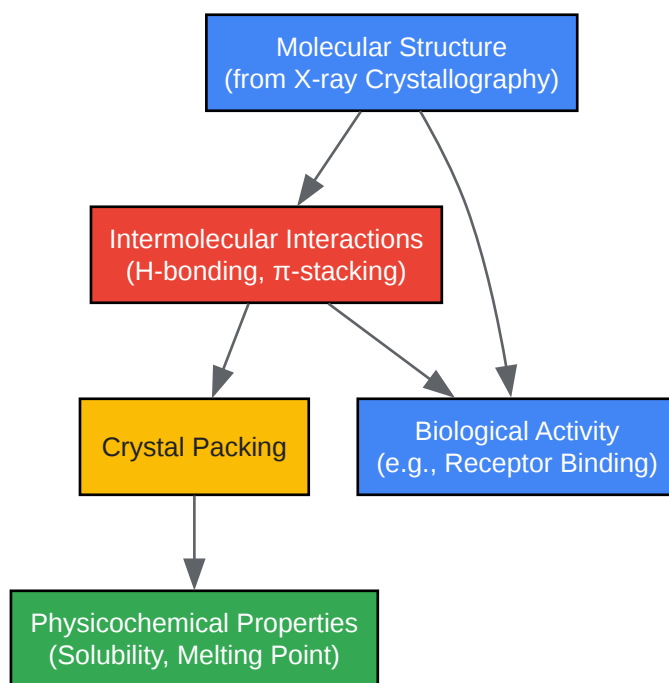 Molecular Structure
(from X-ray Crystallography)
Intermolecular Interactions
(H-bonding, π-stacking)
Crystal Packing
Biological Activity
(e.g., Receptor Binding)
Physicochemical Properties
(Solubility, Melting Point)